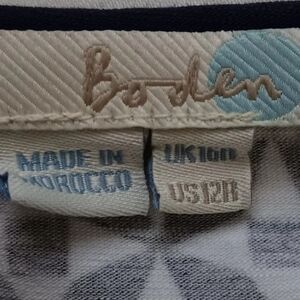 Boden
MADE IN
MOROCCO
UK16R
US12R